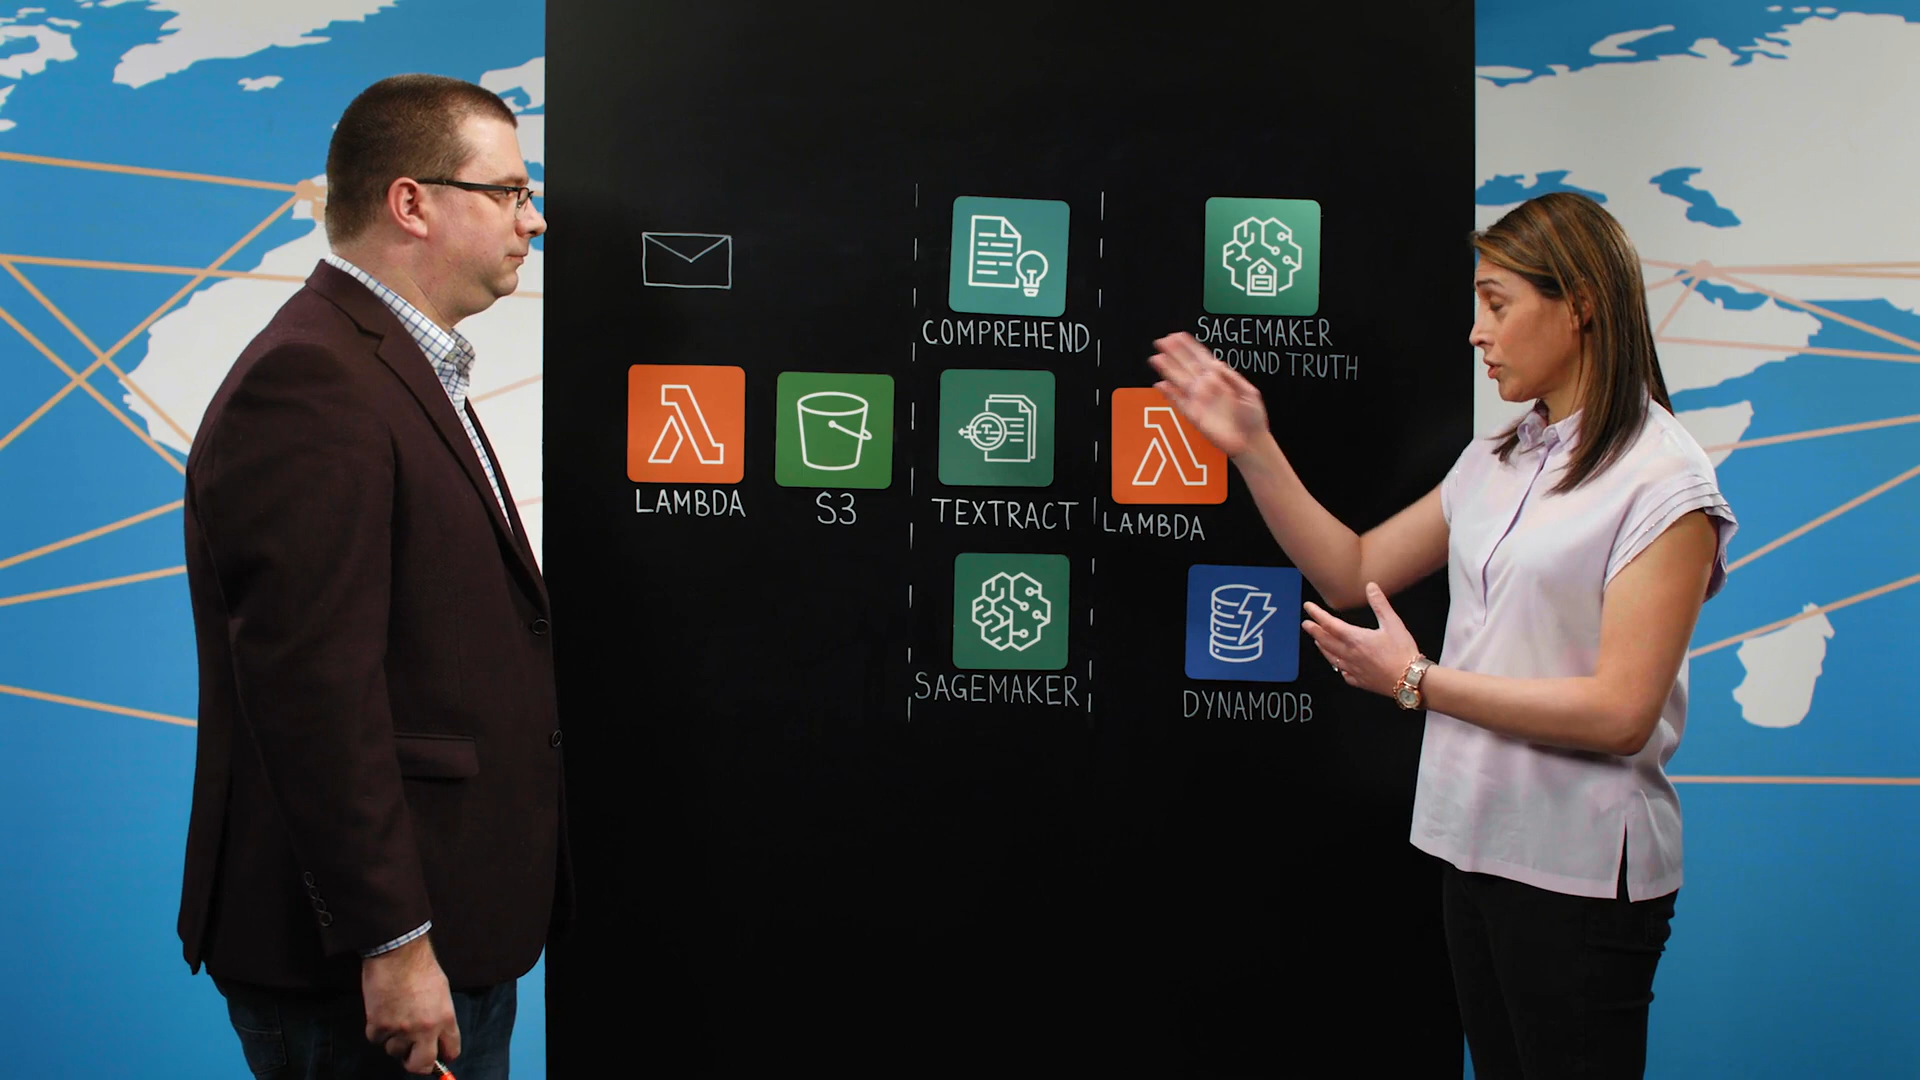 COMPREHEND
SAGEMAKER
ROUND TRUTH
LAMBDA
S3
TEXTRACT
LAMBDA
SAGEMAKER
DYNAMODB